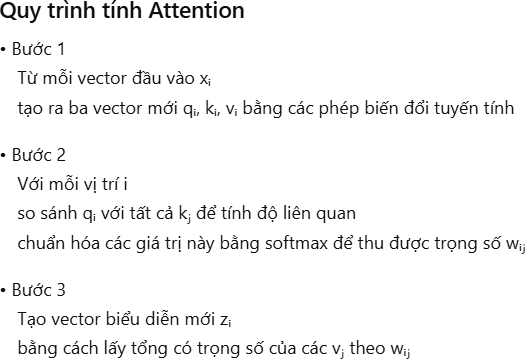 Quy trình tính Attention
• Bước 1
Từ mỗi vector đầu vào xᵢ
tạo ra ba vector mới qᵢ, kᵢ, vᵢ bằng các phép biến đổi tuyến tính
• Bước 2
Với mỗi vị trí i
so sánh qᵢ với tất cả kⱼ để tính độ liên quan
chuẩn hóa các giá trị này bằng softmax để thu được trọng số wᵢⱼ
• Bước 3
Tạo vector biểu diễn mới zᵢ
bằng cách lấy tổng có trọng số của các vⱼ theo wᵢⱼ